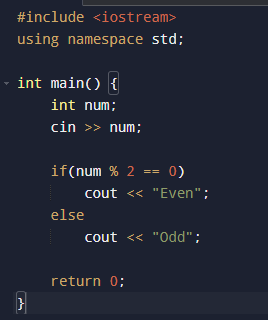 #include <iostream>
using namespace std;

int main() {
    int num;
    cin >> num;

    if(num % 2 == 0)
        cout << "Even";
    else
        cout << "Odd";

    return 0;
}